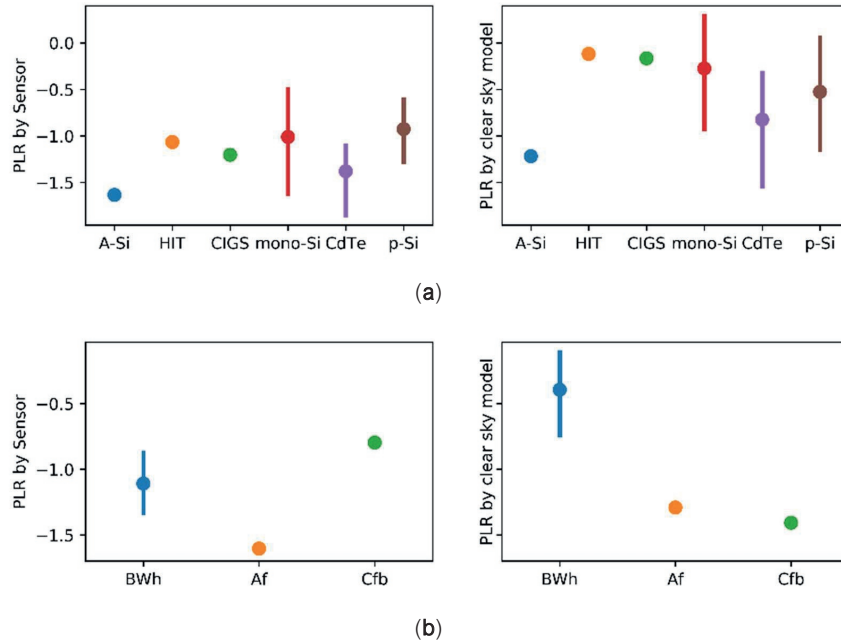 PLR by Sensor
0.0
−0.5
−1.0
−1.5
A-Si HIT CIGS mono-Si CdTe p-Si
PLR by clear sky model
A-Si HIT CIGS mono-Si CdTe p-Si
(a)
PLR by Sensor
−0.5
−1.0
−1.5
BWh Af Cfb
PLR by clear sky model
BWh Af Cfb
(b)